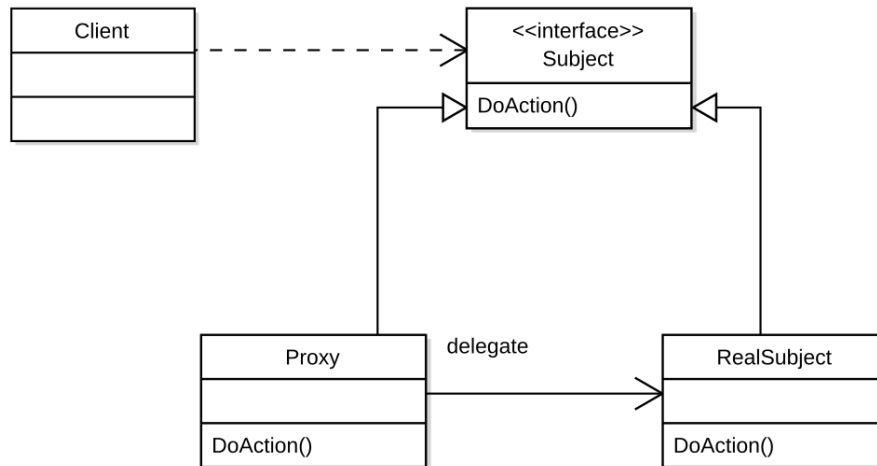 Client
<<interface>>
Subject
DoAction()
Proxy
delegate
RealSubject
DoAction()
DoAction()